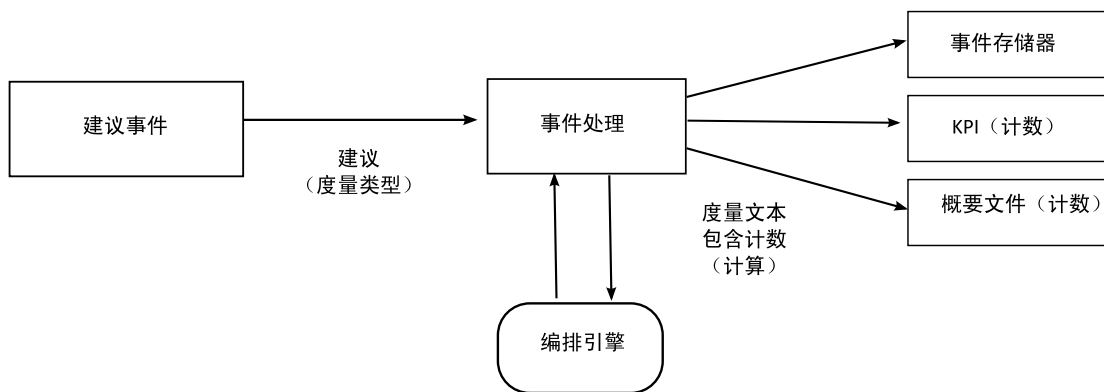 建议事件
建议
（度量类型）
事件处理
编排引擎
度量文本
包含计数
（计算）
事件存储器
KPI（计数）
概要文件（计数）